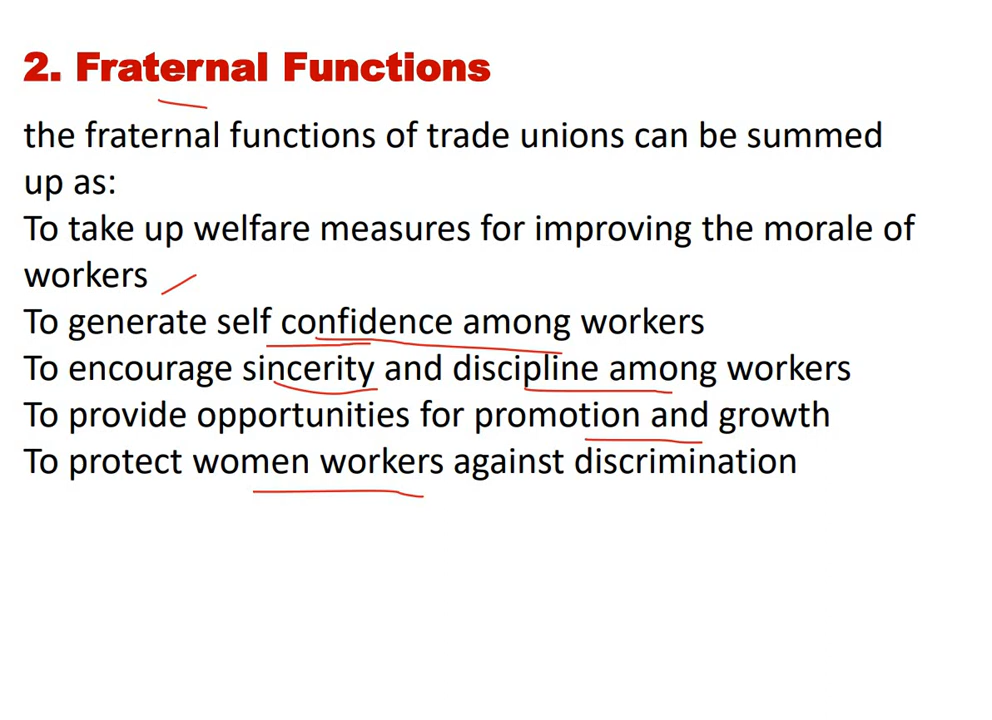 2. Fraternal Functions
the fraternal functions of trade unions can be summed
up as:
To take up welfare measures for improving the morale of
workers
To generate self confidence among workers
To encourage sincerity and discipline among workers
To provide opportunities for promotion and growth
To protect women workers against discrimination